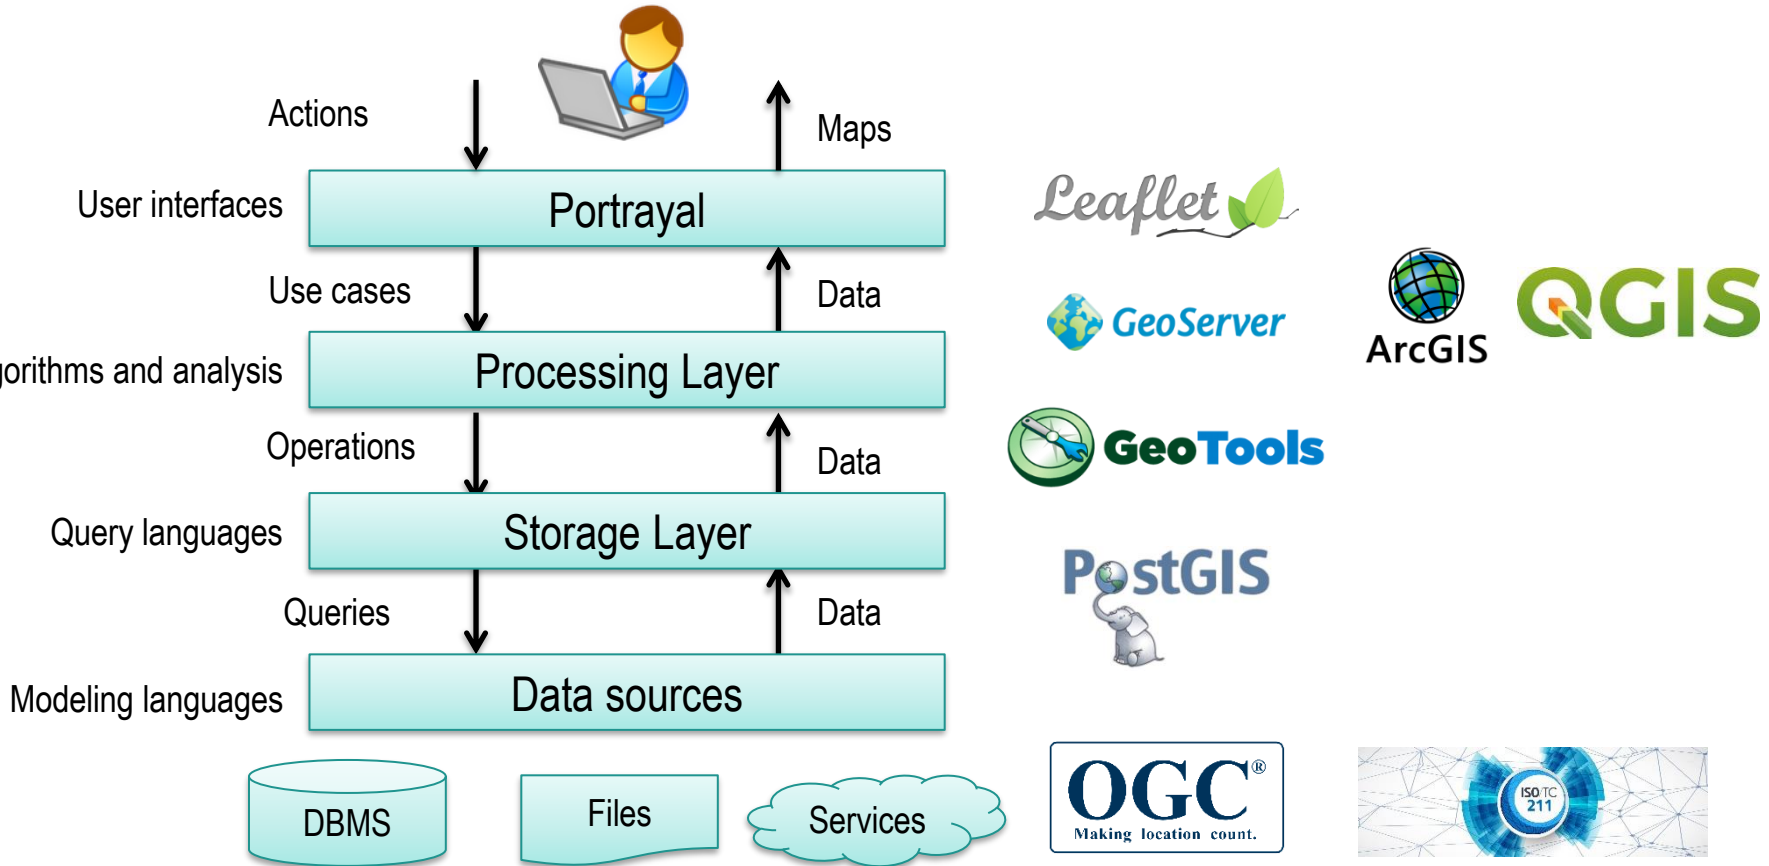 Actions
Maps
User interfaces
Portrayal
Leaflet
Use cases
Data
GeoServer
ArcGIS
QGIS
gorithms and analysis
Processing Layer
Operations
Data
GeoTools
Query languages
Storage Layer
PostGIS
Queries
Data
Modeling languages
Data sources
DBMS
Files
Services
OGC®
Making location count.
ISO/TC
211